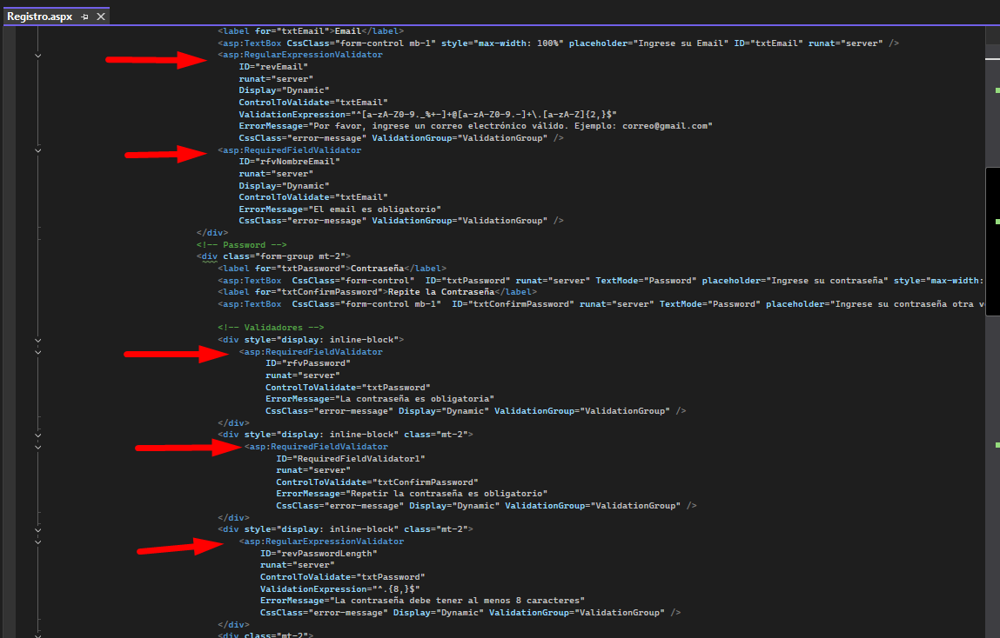 Registro.aspx
<label for="txtEmail">Email</label>
<asp:TextBox CssClass="form-control mb-1" style="max-width: 100%" placeholder="Ingrese su Email" ID="txtEmail" runat="server" />
<asp:RegularExpressionValidator
ID="revEmail"
runat="server"
Display="Dynamic"
ControlToValidate="txtEmail"
ValidationExpression="^[a-zA-Z0-9._%+-]+@[a-zA-Z0-9.-]+\.[a-zA-Z]{2,}$"
ErrorMessage="Por favor, ingrese un correo electrónico válido. Ejemplo: correo@gmail.com"
CssClass="error-message" ValidationGroup="ValidationGroup" />
<asp:RequiredFieldValidator
ID="rfvNombreEmail"
runat="server"
Display="Dynamic"
ControlToValidate="txtEmail"
ErrorMessage="El email es obligatorio"
CssClass="error-message" ValidationGroup="ValidationGroup" />
</div>
<!-- Password -->
<div class="form-group mt-2">
<label for="txtPassword">Contraseña</label>
<asp:TextBox  CssClass="form-control"  ID="txtPassword" runat="server" TextMode="Password" placeholder="Ingrese su contraseña" style="max-width:
<label for="txtConfirmPassword">Repite la Contraseña</label>
<asp:TextBox  CssClass="form-control mb-1"  ID="txtConfirmPassword" runat="server" TextMode="Password" placeholder="Ingrese su contraseña otra v
<!-- Validadores -->
<div style="display: inline-block">
<asp:RequiredFieldValidator
ID="rfvPassword"
runat="server"
ControlToValidate="txtPassword"
ErrorMessage="La contraseña es obligatoria"
CssClass="error-message" Display="Dynamic" ValidationGroup="ValidationGroup" />
</div>
<div style="display: inline-block" class="mt-2">
<asp:RequiredFieldValidator
ID="RequiredFieldValidator1"
runat="server"
ControlToValidate="txtConfirmPassword"
ErrorMessage="Repetir la contraseña es obligatorio"
CssClass="error-message" Display="Dynamic" ValidationGroup="ValidationGroup" />
</div>
<div style="display: inline-block" class="mt-2">
<asp:RegularExpressionValidator
ID="revPasswordLength"
runat="server"
ControlToValidate="txtPassword"
ValidationExpression="^.{8,}$"
ErrorMessage="La contraseña debe tener al menos 8 caracteres"
CssClass="error-message" Display="Dynamic" ValidationGroup="ValidationGroup" />
</div>
<div class="mt-2">